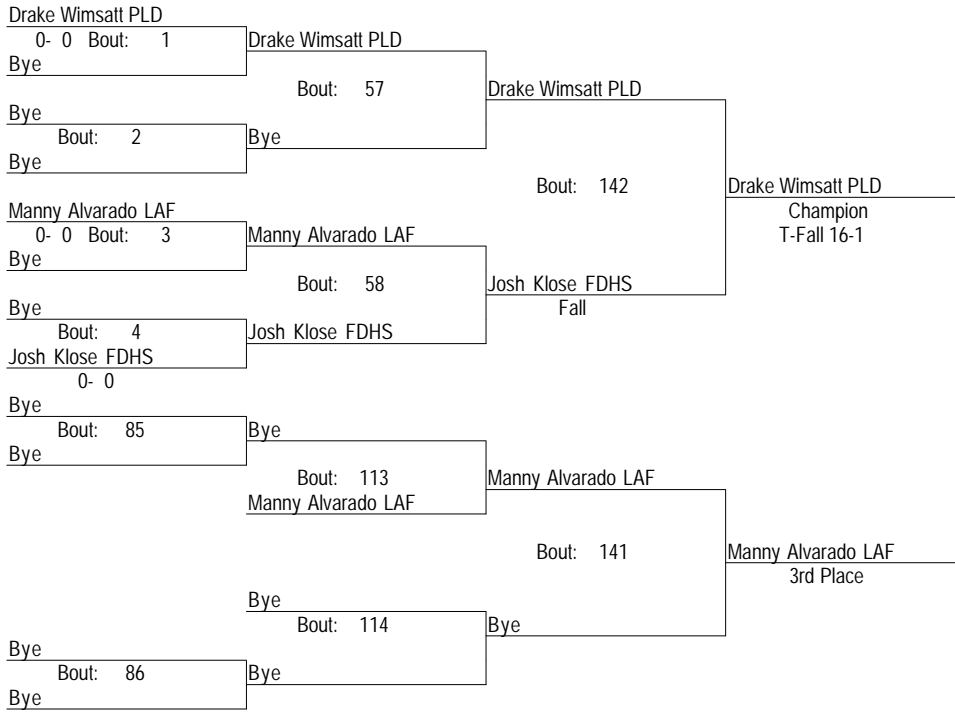 Drake Wimsatt PLD
0- 0 Bout: 1
Drake Wimsatt PLD
Bye
Bout: 57
Drake Wimsatt PLD
Bye
Bout: 2
Bye
Bye
Bout: 142
Drake Wimsatt PLD
Manny Alvarado LAF
Champion
0- 0 Bout: 3
Manny Alvarado LAF
T-Fall 16-1
Bye
Bout: 58
Josh Klose FDHS
Bye
Fall
Bout: 4
Josh Klose FDHS
Josh Klose FDHS
0- 0
Bye
Bout: 85
Bye
Bye
Bout: 113
Manny Alvarado LAF
Manny Alvarado LAF
Bout: 141
Manny Alvarado LAF
3rd Place
Bye
Bout: 114
Bye
Bye
Bout: 86
Bye
Bye